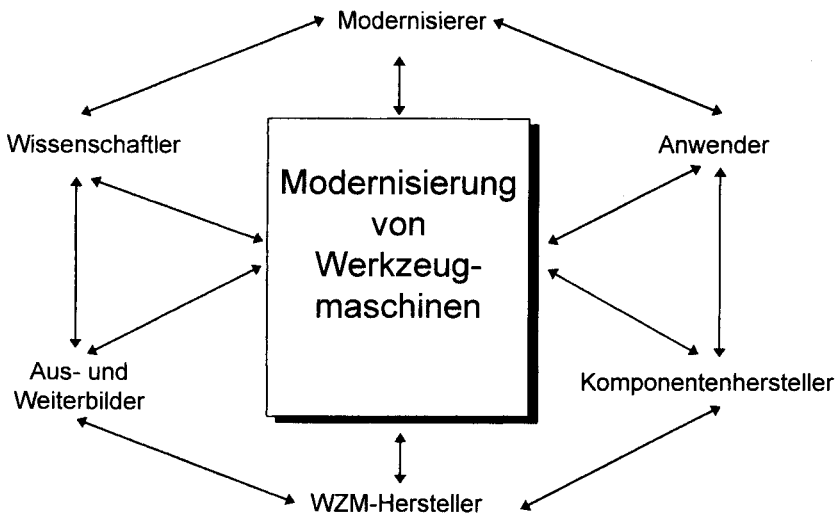 Modernisierer
Wissenschaftler
Anwender
Modernisierung
von
Werkzeug-
maschinen
Aus- und
Weiterbilder
Komponentenhersteller
WZM-Hersteller